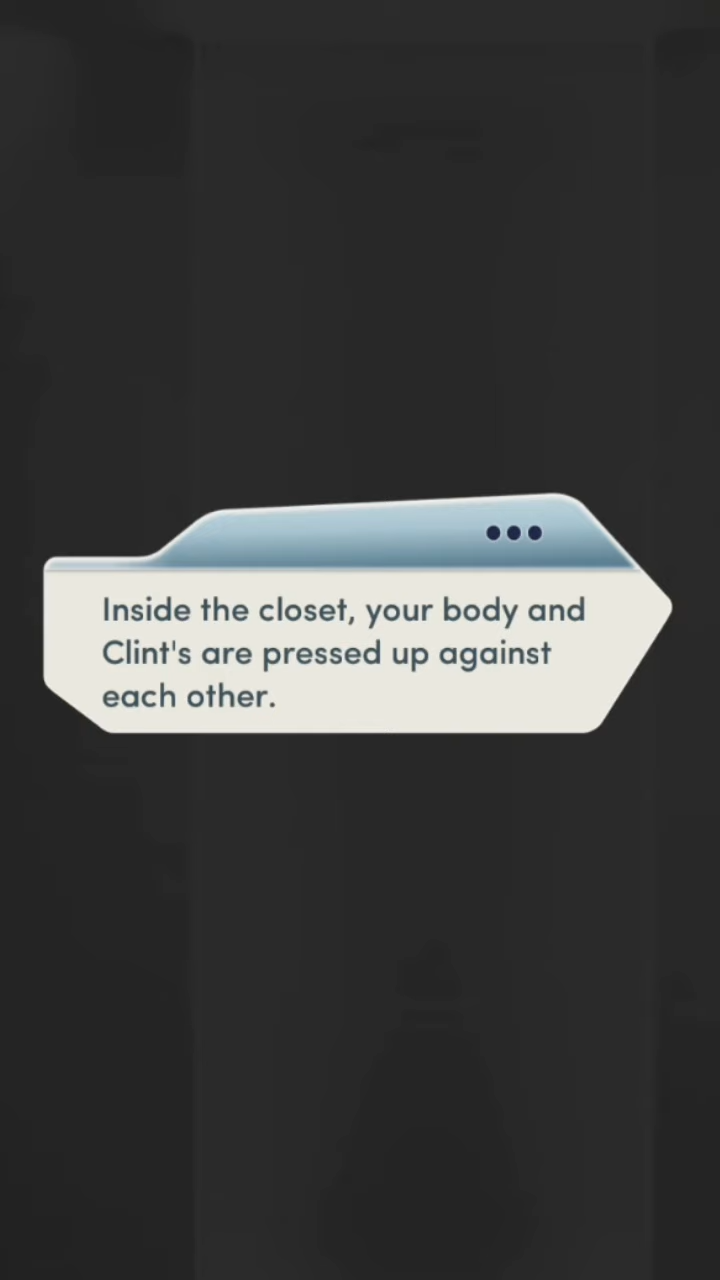 Inside the closet, your body and
Clint's are pressed up against
each other.